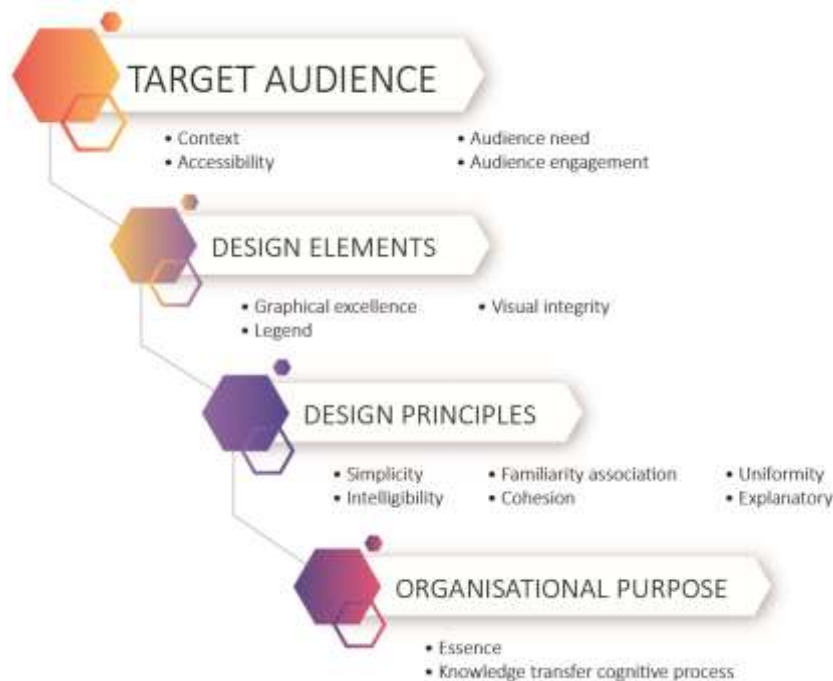 TARGET AUDIENCE
• Context • Audience need
• Accessibility • Audience engagement
DESIGN ELEMENTS
• Graphical excellence • Visual integrity
• Legend
DESIGN PRINCIPLES
• Simplicity • Familiarity association • Uniformity
• Intelligibility • Cohesion • Explanatory
ORGANISATIONAL PURPOSE
• Essence
• Knowledge transfer cognitive process